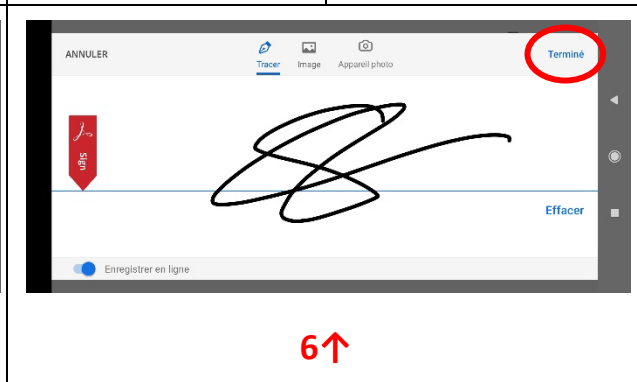 ANNULER
Tracer
Image
Appareil photo
Terminé
Sign
Effacer
Enregistrer en ligne
6↑